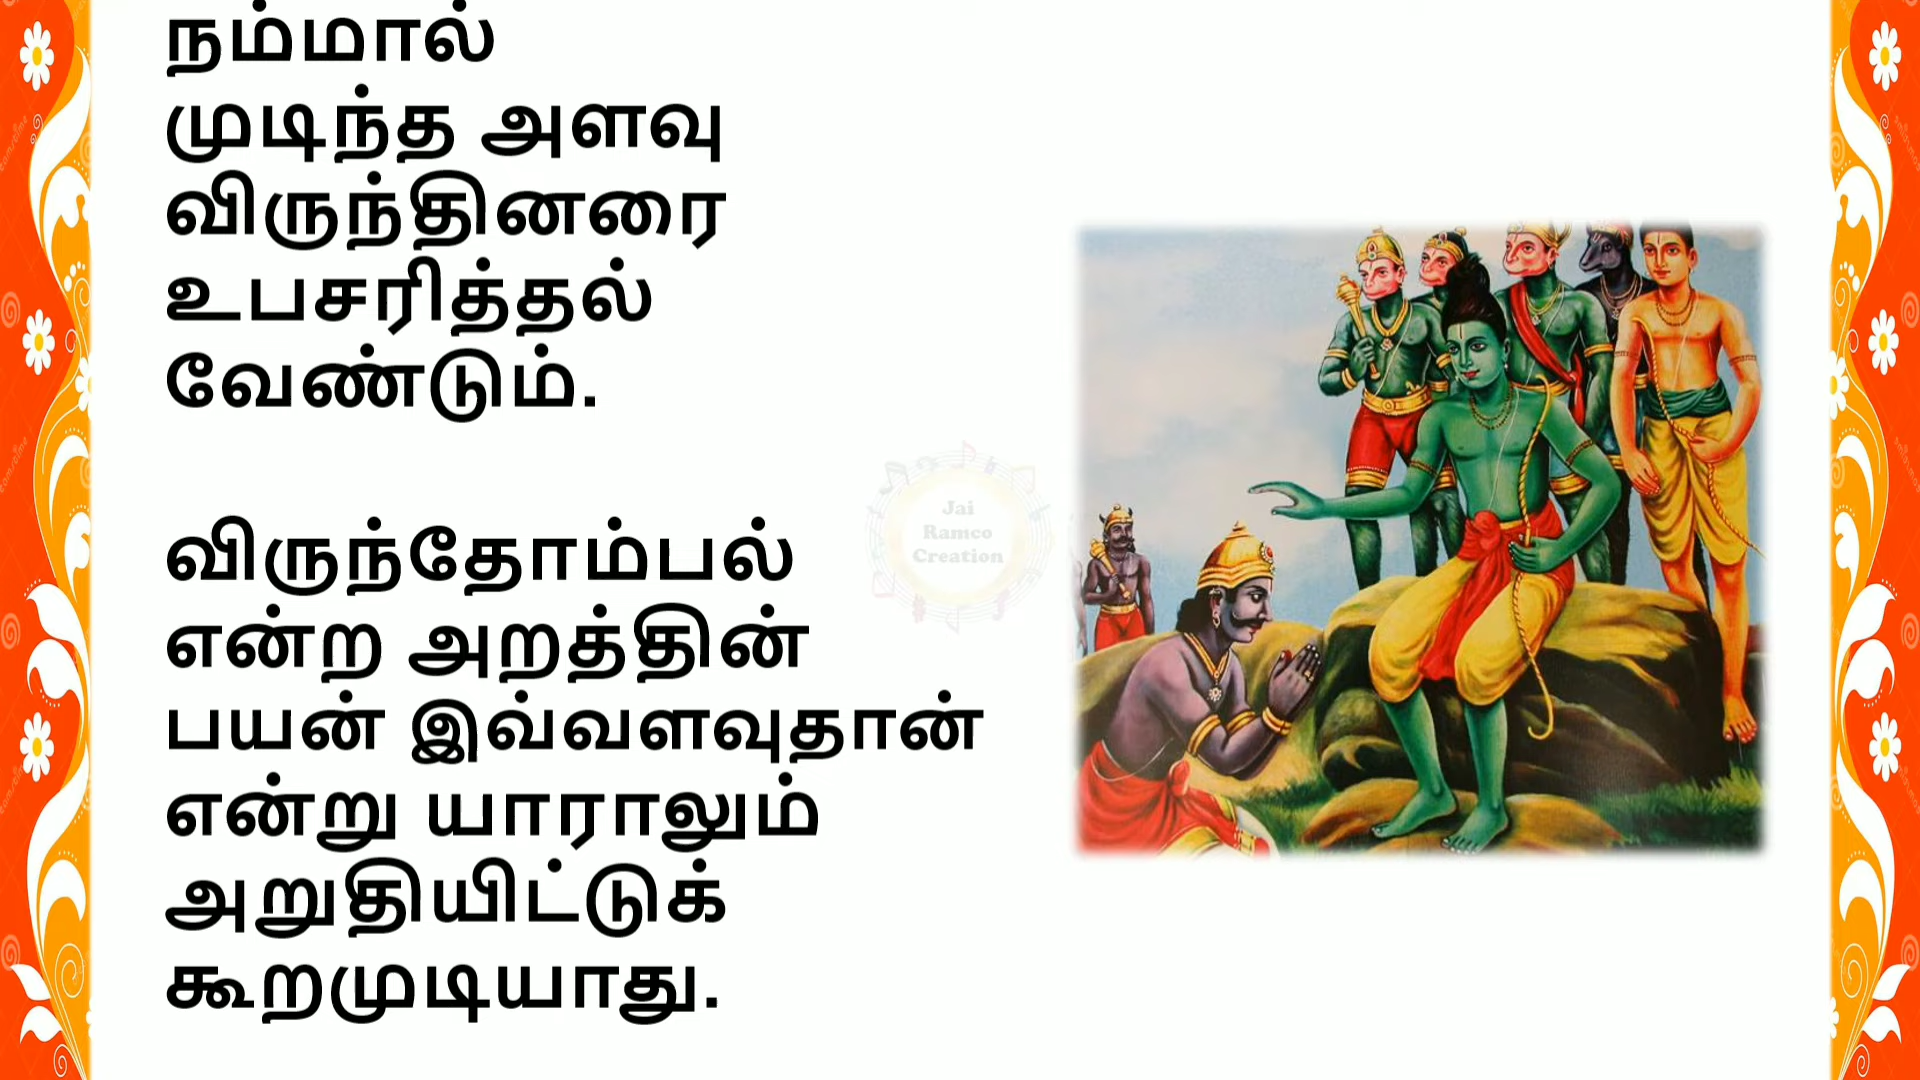 நம்மால்
முடிந்த அளவு
விருந்தினரை
உபசரித்தல்
வேண்டும்.
விருந்தோம்பல்
என்ற அறத்தின்
பயன் இவ்வளவுதான்
என்று யாராலும்
அறுதியிட்டுக்
கூறமுடியாது.
Jai
Ramco
Creation